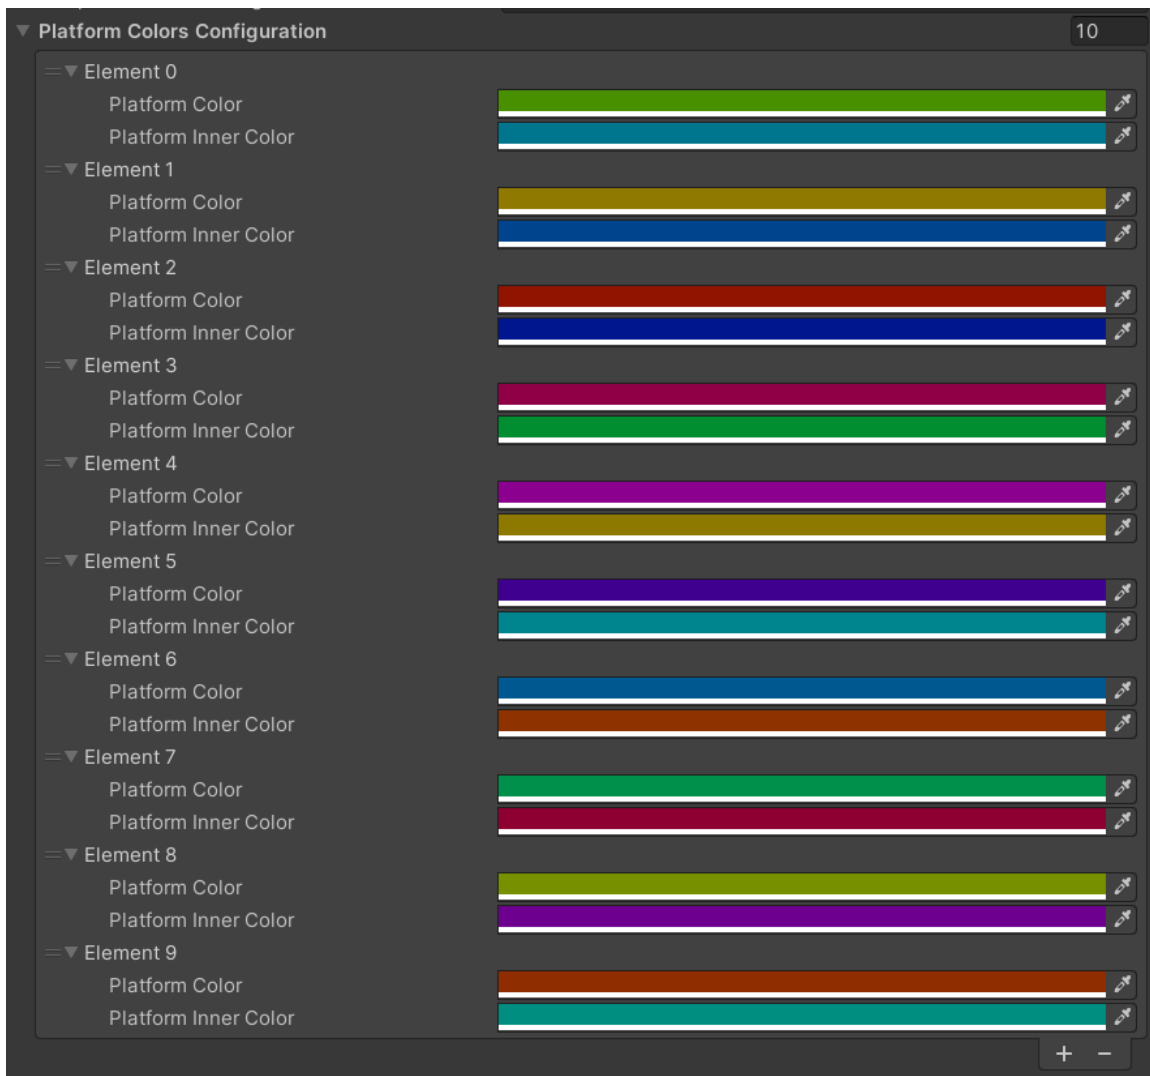 Platform Colors Configuration 10
Element 0
Platform Color
Platform Inner Color
Element 1
Platform Color
Platform Inner Color
Element 2
Platform Color
Platform Inner Color
Element 3
Platform Color
Platform Inner Color
Element 4
Platform Color
Platform Inner Color
Element 5
Platform Color
Platform Inner Color
Element 6
Platform Color
Platform Inner Color
Element 7
Platform Color
Platform Inner Color
Element 8
Platform Color
Platform Inner Color
Element 9
Platform Color
Platform Inner Color
+ −